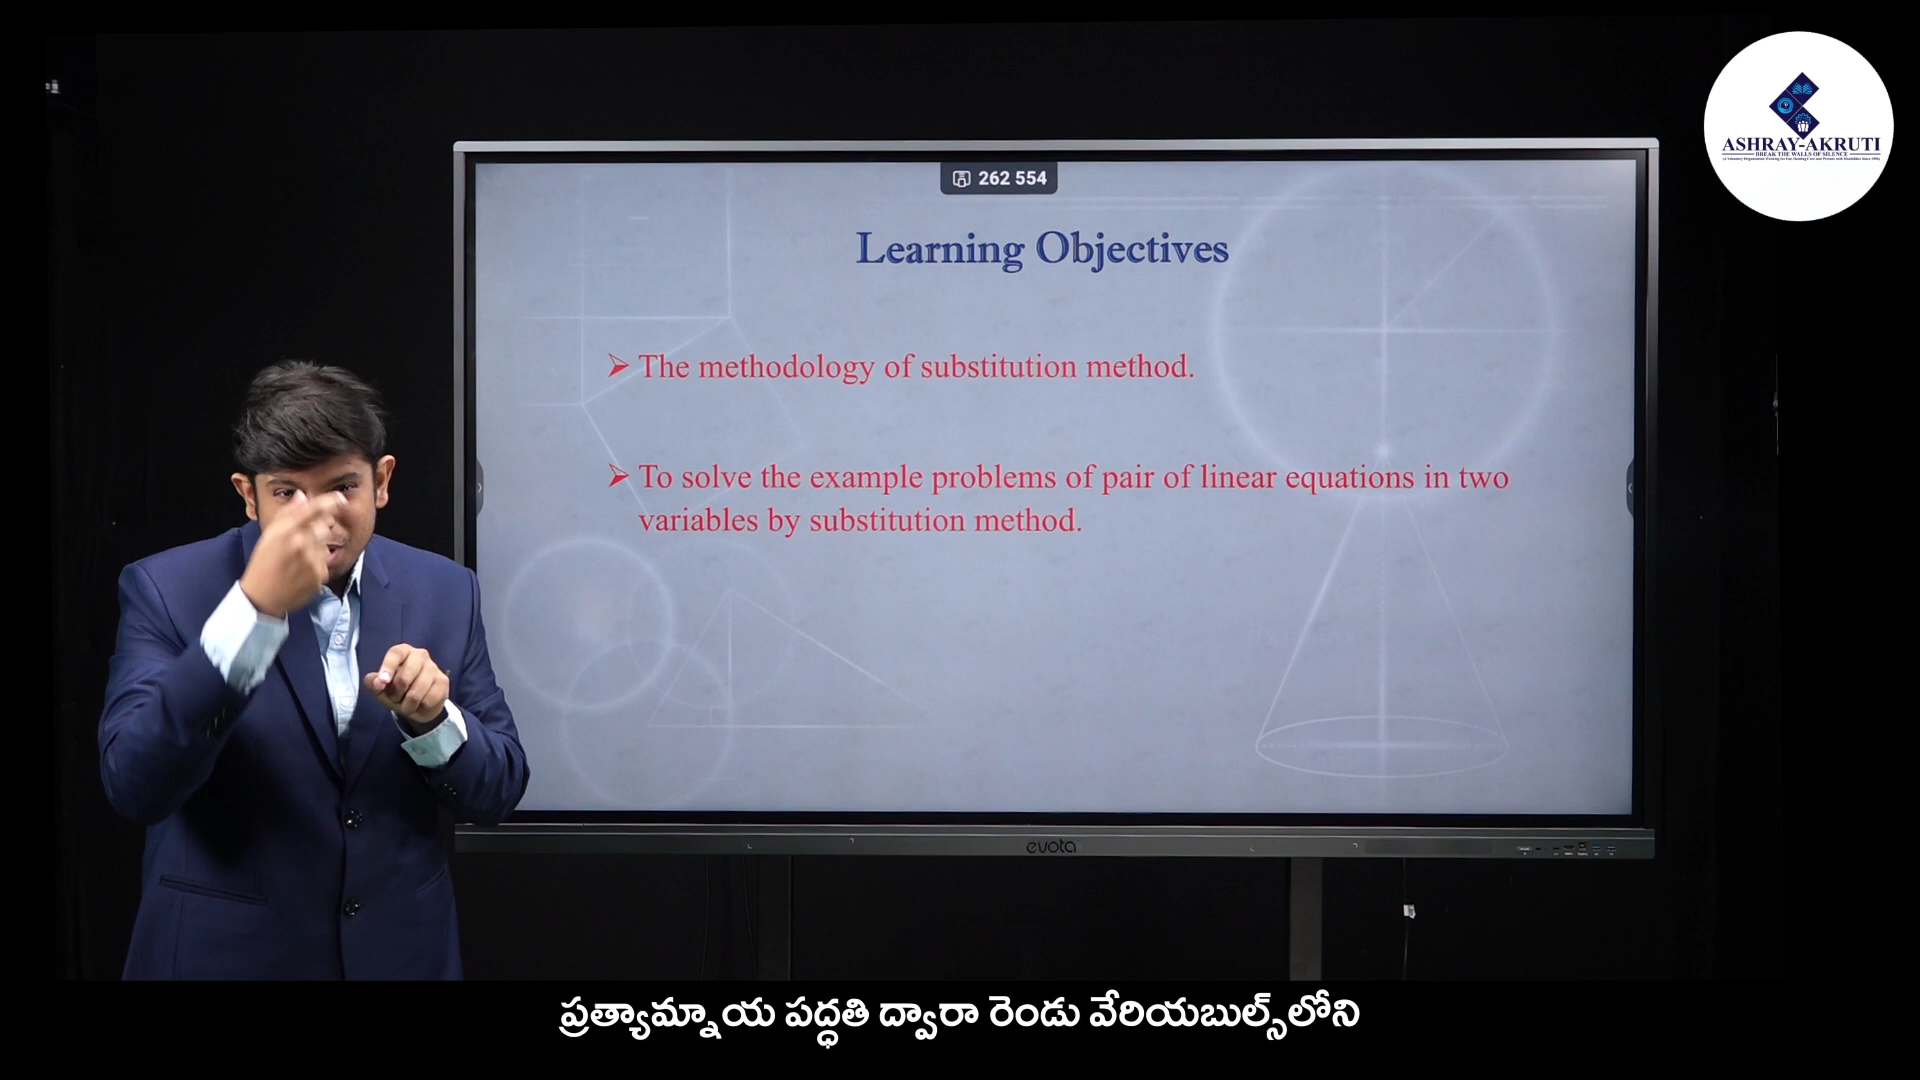 ASHRAY-AKRUTI
BREAK THE WALLS OF SILENCE
262 554
Learning Objectives
➢ The methodology of substitution method.
➢ To solve the example problems of pair of linear equations in two
variables by substitution method.
evota
ప్రత్యామ్నాయ పద్ధతి ద్వారా రెండు వేరియబుల్స్‌లోని